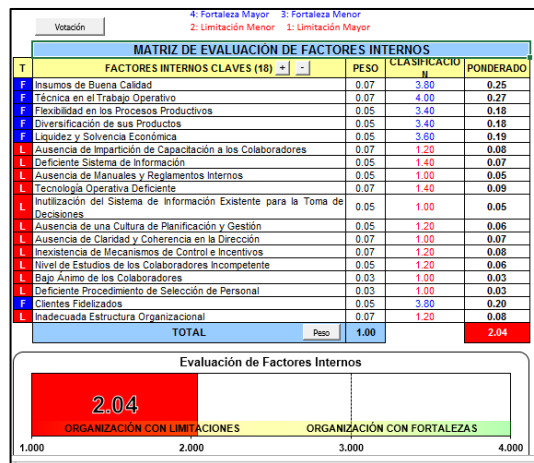 Votación
4: Fortaleza Mayor 3: Fortaleza Menor
2: Limitación Menor 1: Limitación Mayor
MATRIZ DE EVALUACIÓN DE FACTORES INTERNOS
T FACTORES INTERNOS CLAVES (18) + - PESO CLASIFICACIÓN PONDERADO
F Insumos de Buena Calidad 0.07 3.80 0.25
F Técnica en el Trabajo Operativo 0.07 4.00 0.27
F Flexibilidad en los Procesos Productivos 0.05 3.40 0.18
F Diversificación de sus Productos 0.05 3.40 0.18
F Liquidez y Solvencia Económica 0.05 3.60 0.19
L Ausencia de Impartición de Capacitación a los Colaboradores 0.07 1.20 0.08
L Deficiente Sistema de Información 0.05 1.40 0.07
L Ausencia de Manuales y Reglamentos Internos 0.05 1.00 0.05
L Tecnología Operativa Deficiente 0.07 1.40 0.09
L Inutilización del Sistema de Información Existente para la Toma de
Decisiones 0.05 1.00 0.05
L Ausencia de una Cultura de Planificación y Gestión 0.05 1.20 0.06
L Ausencia de Claridad y Coherencia en la Dirección 0.07 1.00 0.07
L Inexistencia de Mecanismos de Control e Incentivos 0.07 1.20 0.08
L Nivel de Estudios de los Colaboradores Incompetente 0.05 1.20 0.06
L Bajo Ánimo de los Colaboradores 0.03 1.00 0.03
L Deficiente Procedimiento de Selección de Personal 0.03 1.00 0.03
F Clientes Fidelizados 0.05 3.80 0.20
L Inadecuada Estructura Organizacional 0.07 1.20 0.08
TOTAL Peso 1.00 2.04
Evaluación de Factores Internos
2.04
ORGANIZACIÓN CON LIMITACIONES ORGANIZACIÓN CON FORTALEZAS
1.000 2.000 3.000 4.000